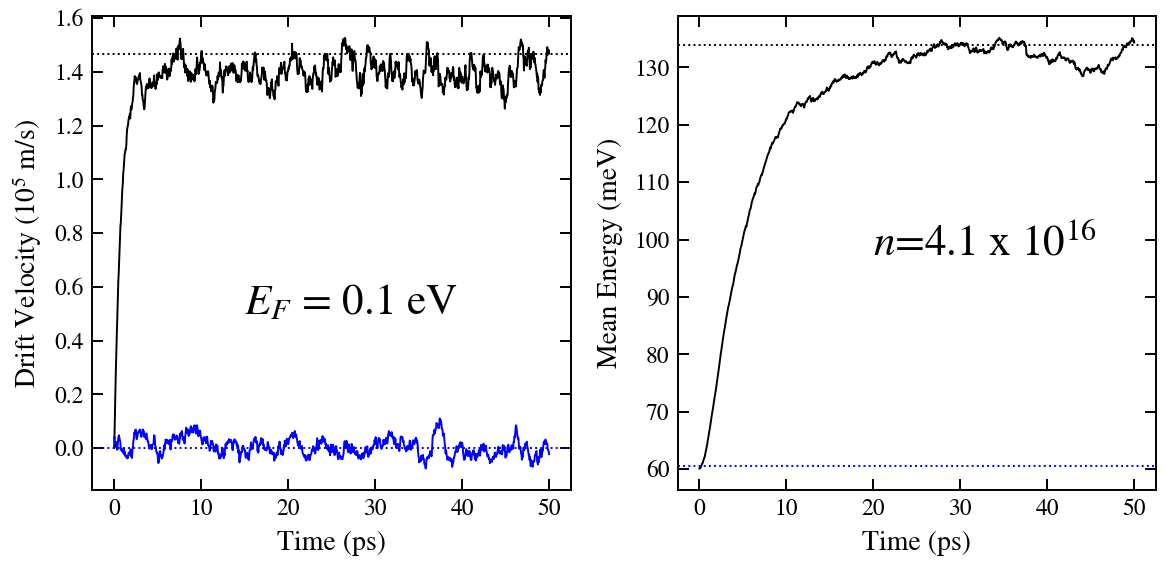 1.6
1.4
1.2
1.0
0.8
0.6
0.4
0.2
0.0
Drift Velocity (10⁵ m/s)
E_F = 0.1 eV
0 10 20 30 40 50
Time (ps)
130
120
110
100
90
80
70
60
Mean Energy (meV)
n=4.1 x 10¹⁶
0 10 20 30 40 50
Time (ps)